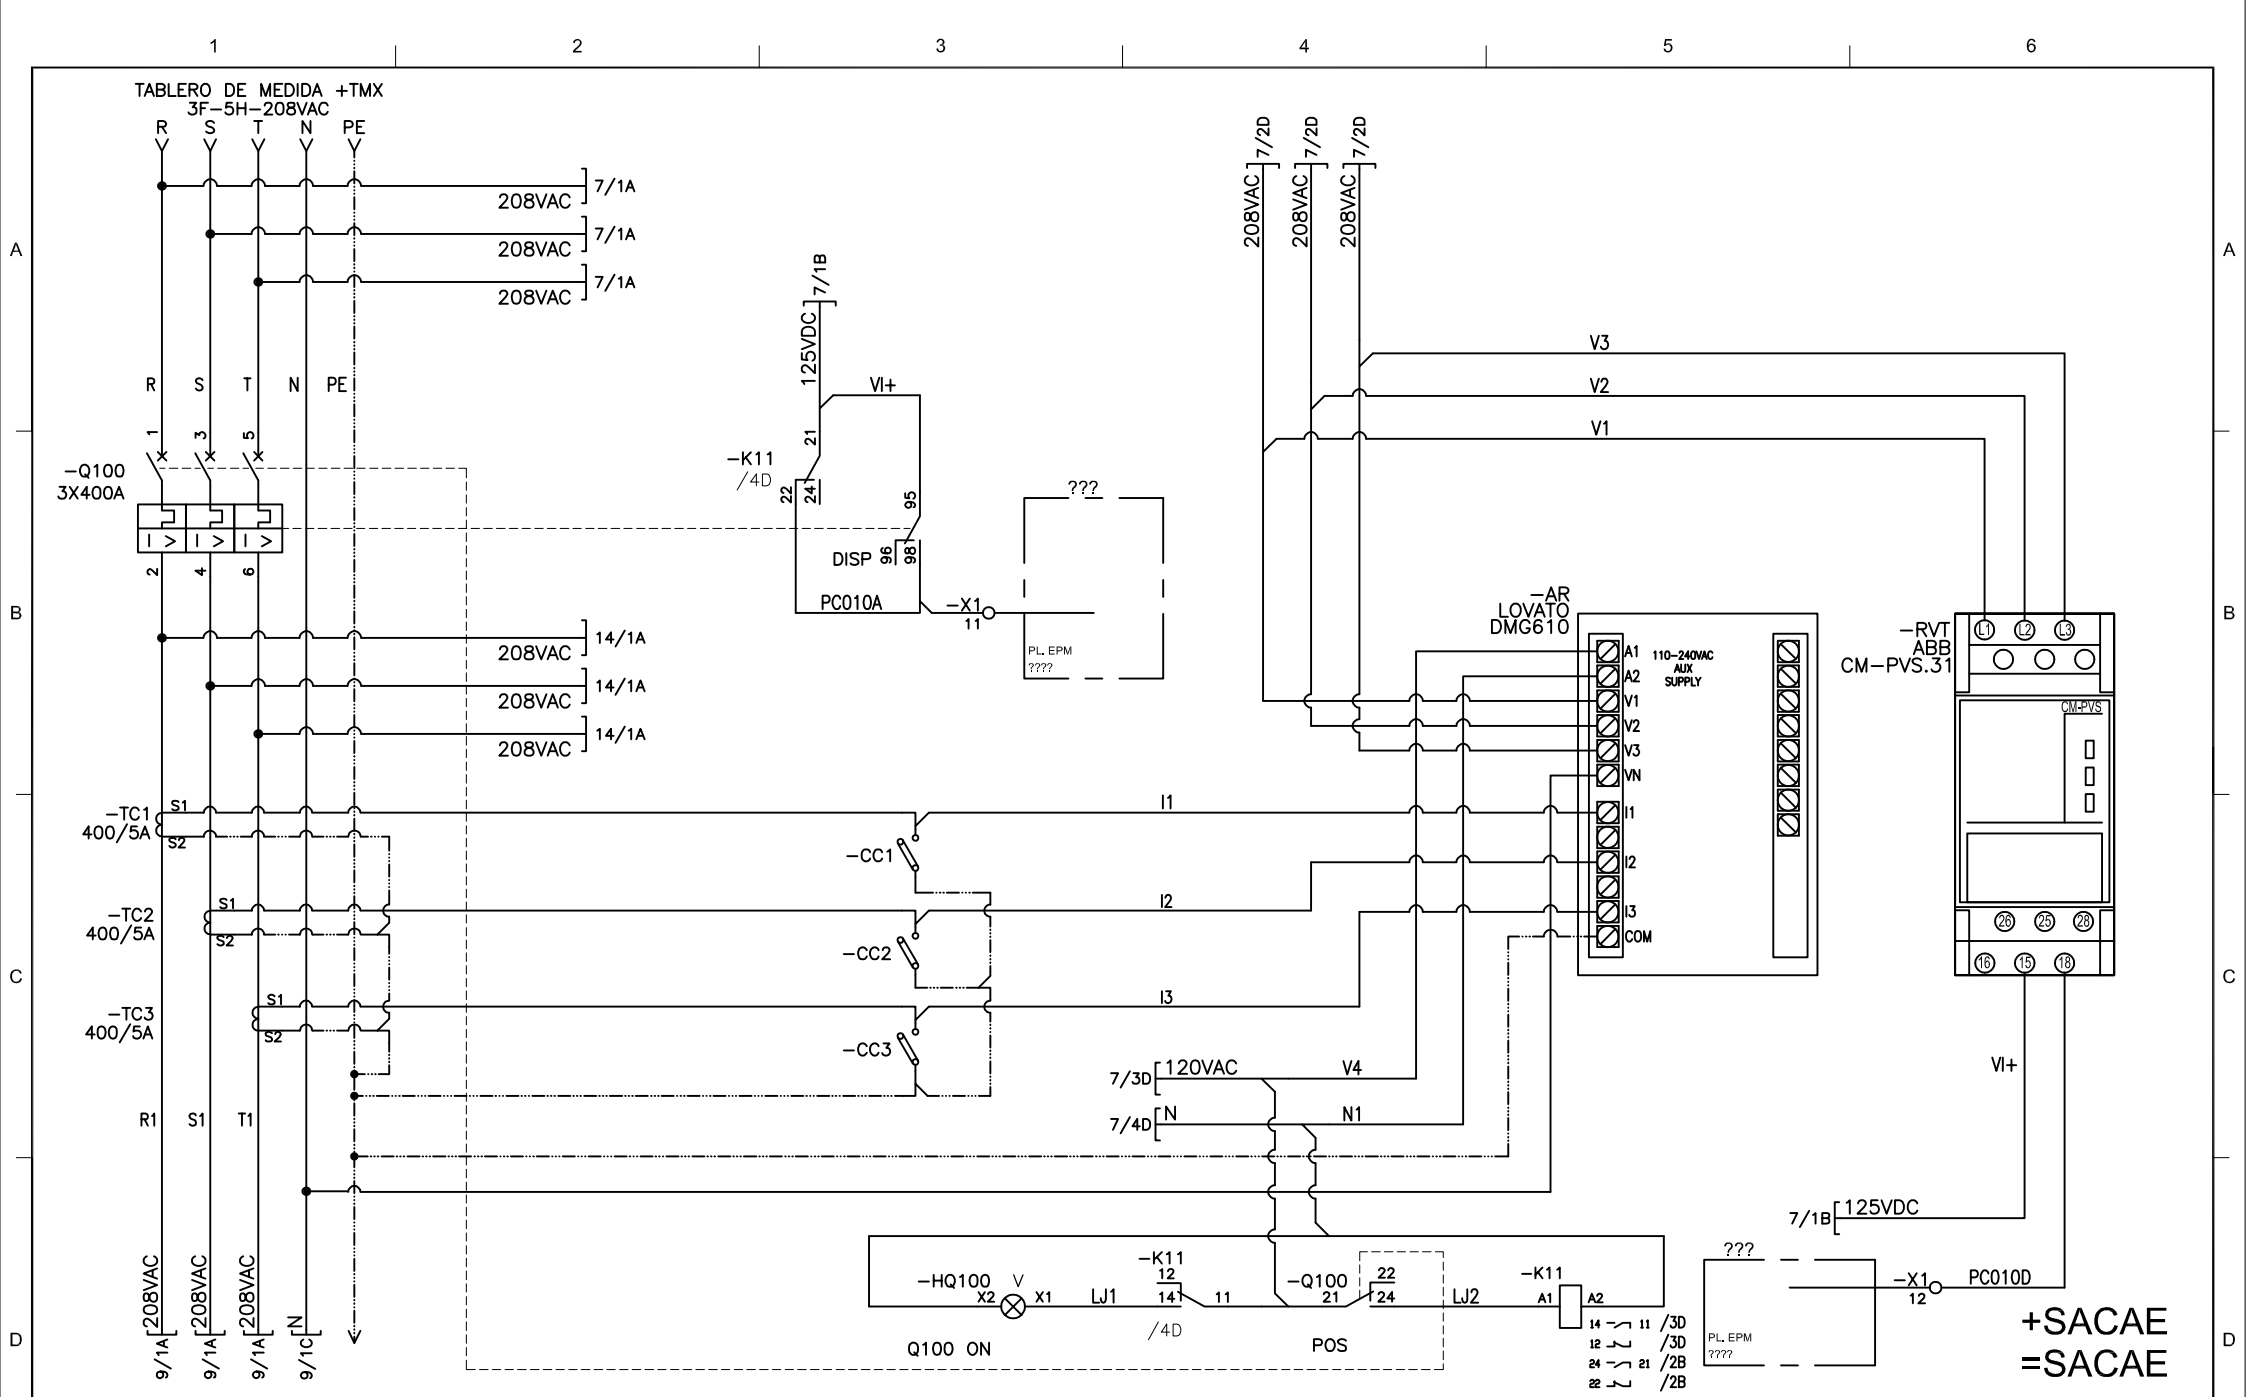 1 2 3 4 5 6
TABLERO DE MEDIDA +TMX
3F-5H-208VAC
R S T N PE
7/1A
208VAC
7/1A
208VAC
7/1A
208VAC
7/2D 7/2D 7/2D
208VAC 208VAC 208VAC
A A
7/1B
125VDC
VI+
V3
V2
V1
R S T N PE
1 3 5
-Q100
3X400A
I > I > I >
2 4 6
21
-K11
/4D
22 24
95
DISP
96 98
PC010A
-X1
11
???
PL. EPM
????
B B
14/1A
208VAC
14/1A
208VAC
14/1A
208VAC
-AR
LOVATO
DMG610
A1
A2
V1
V2
V3
VN
I1
I2
I3
COM
110-240VAC
AUX
SUPPLY
-RVT
ABB
CM-PVS.31
L1 L2 L3
CM-PVS
26 25 28
16 15 18
-TC1
400/5A
S1
S2
I1
-CC1
-TC2
400/5A
S1
S2
I2
-CC2
C C
-TC3
400/5A
S1
S2
I3
-CC3
7/3D 120VAC V4
7/4D N N1
VI+
R1 S1 T1
7/1B 125VDC
208VAC 208VAC 208VAC N
9/1A 9/1A 9/1A 9/1C
-HQ100 V
X2 X1
LJ1
-K11
12
14 11
/4D
-Q100
22
21 24
LJ2
-K11
A1 A2
Q100 ON
POS
14 11 /3D
12 /3D
24 21 /2B
22 /2B
???
PL. EPM
????
-X1
12
PC010D
+SACAE
=SACAE
D D